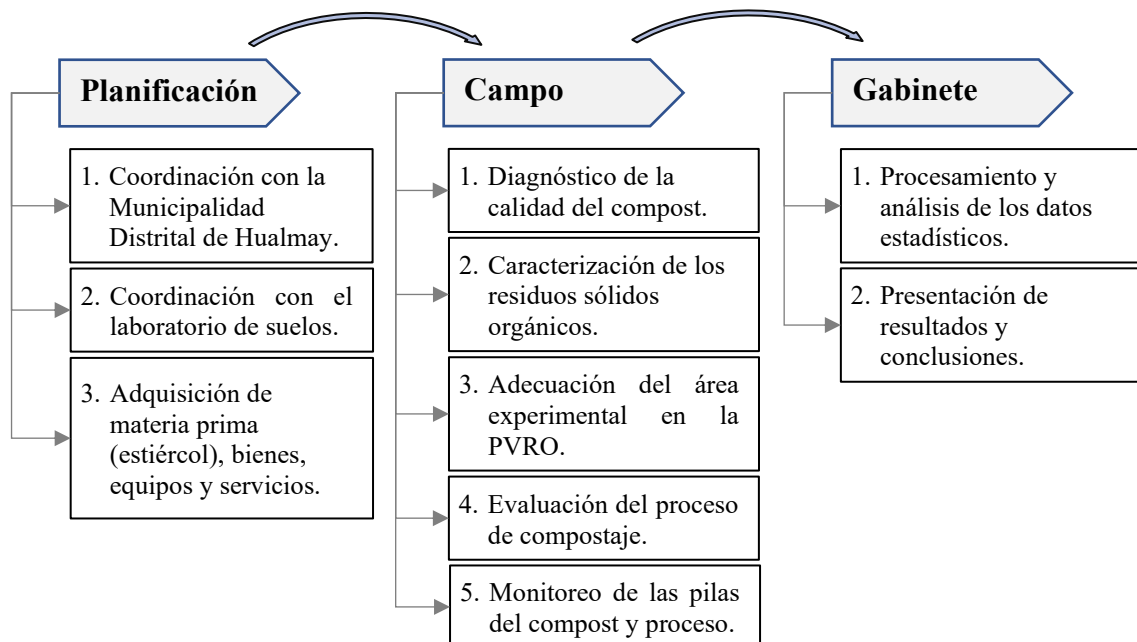 Planificación
1. Coordinación con la
Municipalidad
Distrital de Hualmay.
2. Coordinación con el
laboratorio de suelos.
3. Adquisición de
materia prima
(estiércol), bienes,
equipos y servicios.
Campo
1. Diagnóstico de la
calidad del compost.
2. Caracterización de los
residuos sólidos
orgánicos.
3. Adecuación del área
experimental en la
PVRO.
4. Evaluación del proceso
de compostaje.
5. Monitoreo de las pilas
del compost y proceso.
Gabinete
1. Procesamiento y
análisis de los datos
estadísticos.
2. Presentación de
resultados y
conclusiones.